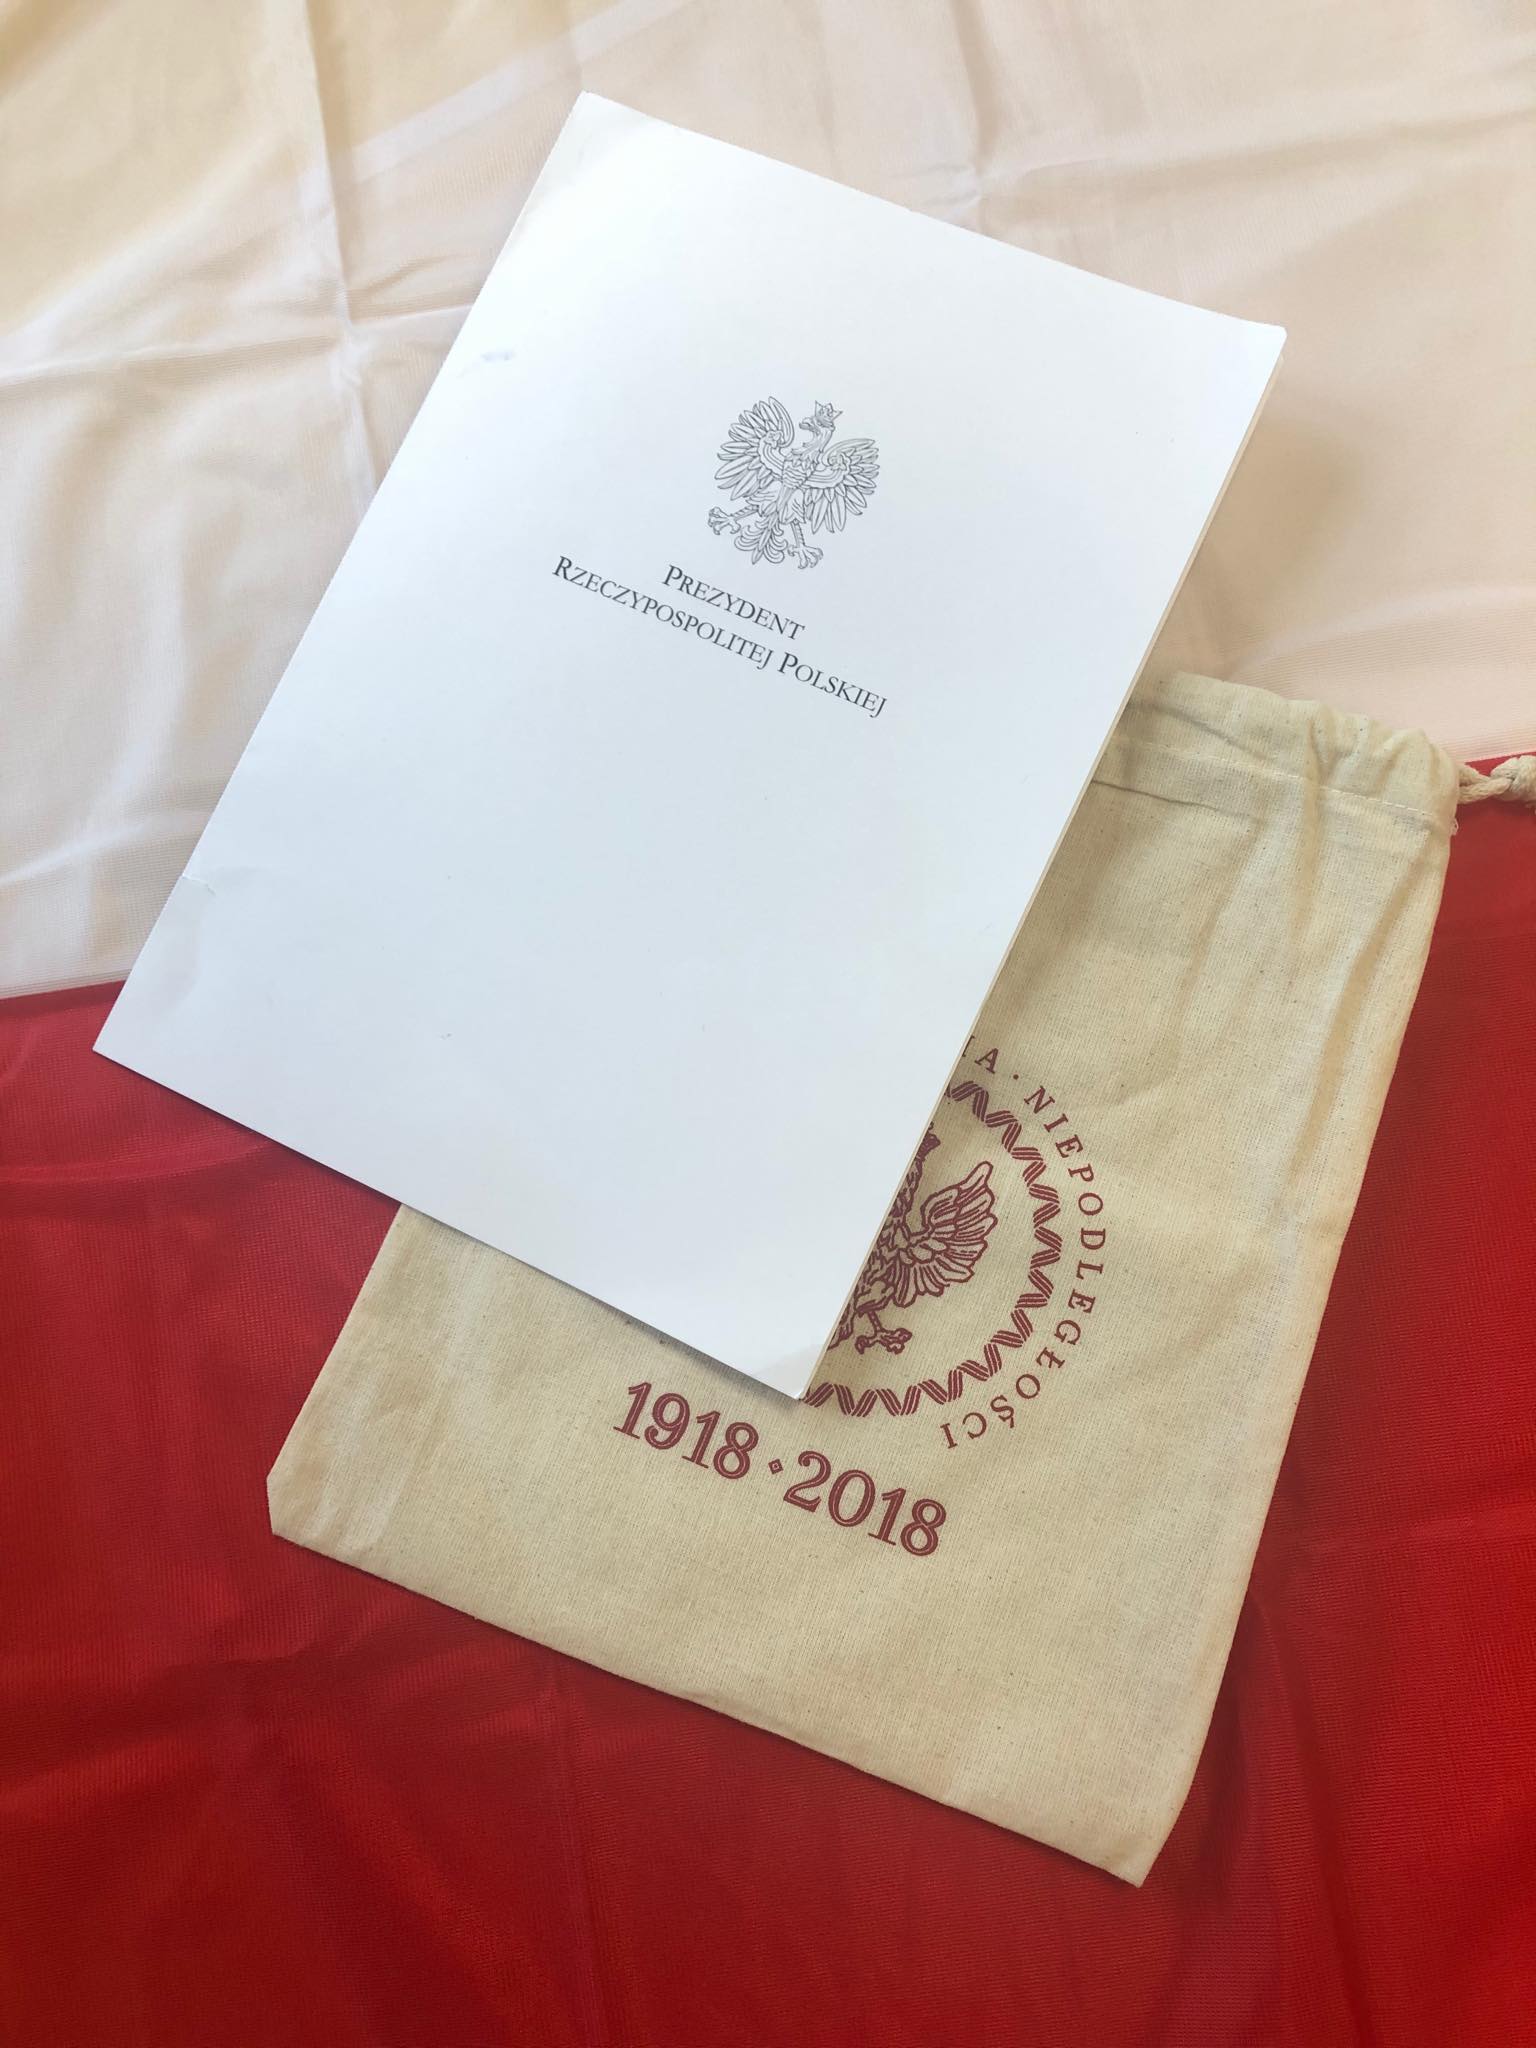 PREZYDENT
RZECZYPOSPOLITEJ POLSKIEJ
· NIEPODLEGŁOŚCI
1918 · 2018